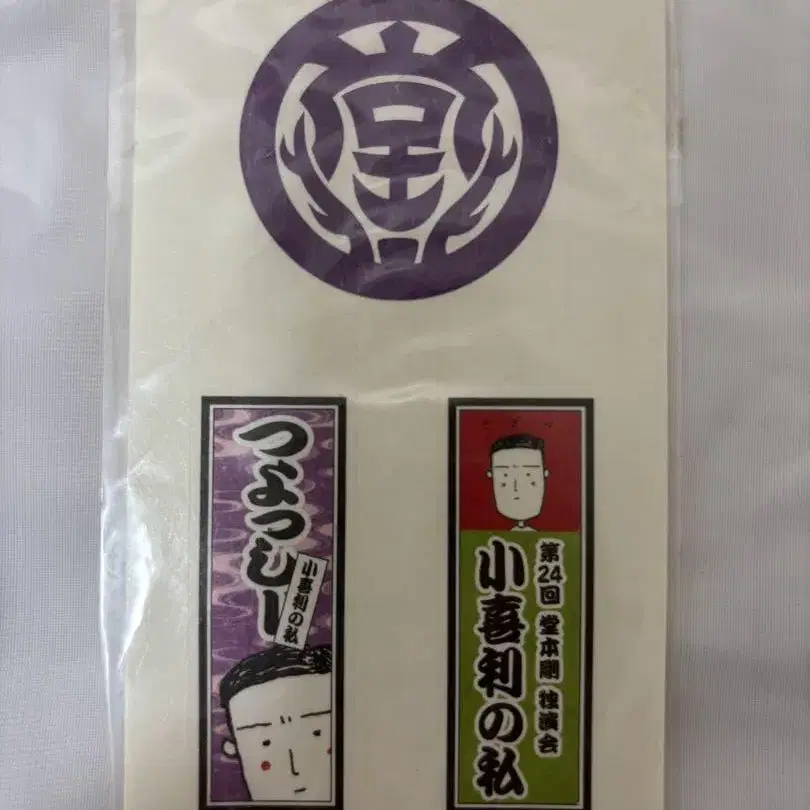 つよっしー
小喜利の私
第24回 堂本剛 独演会
小喜利の私